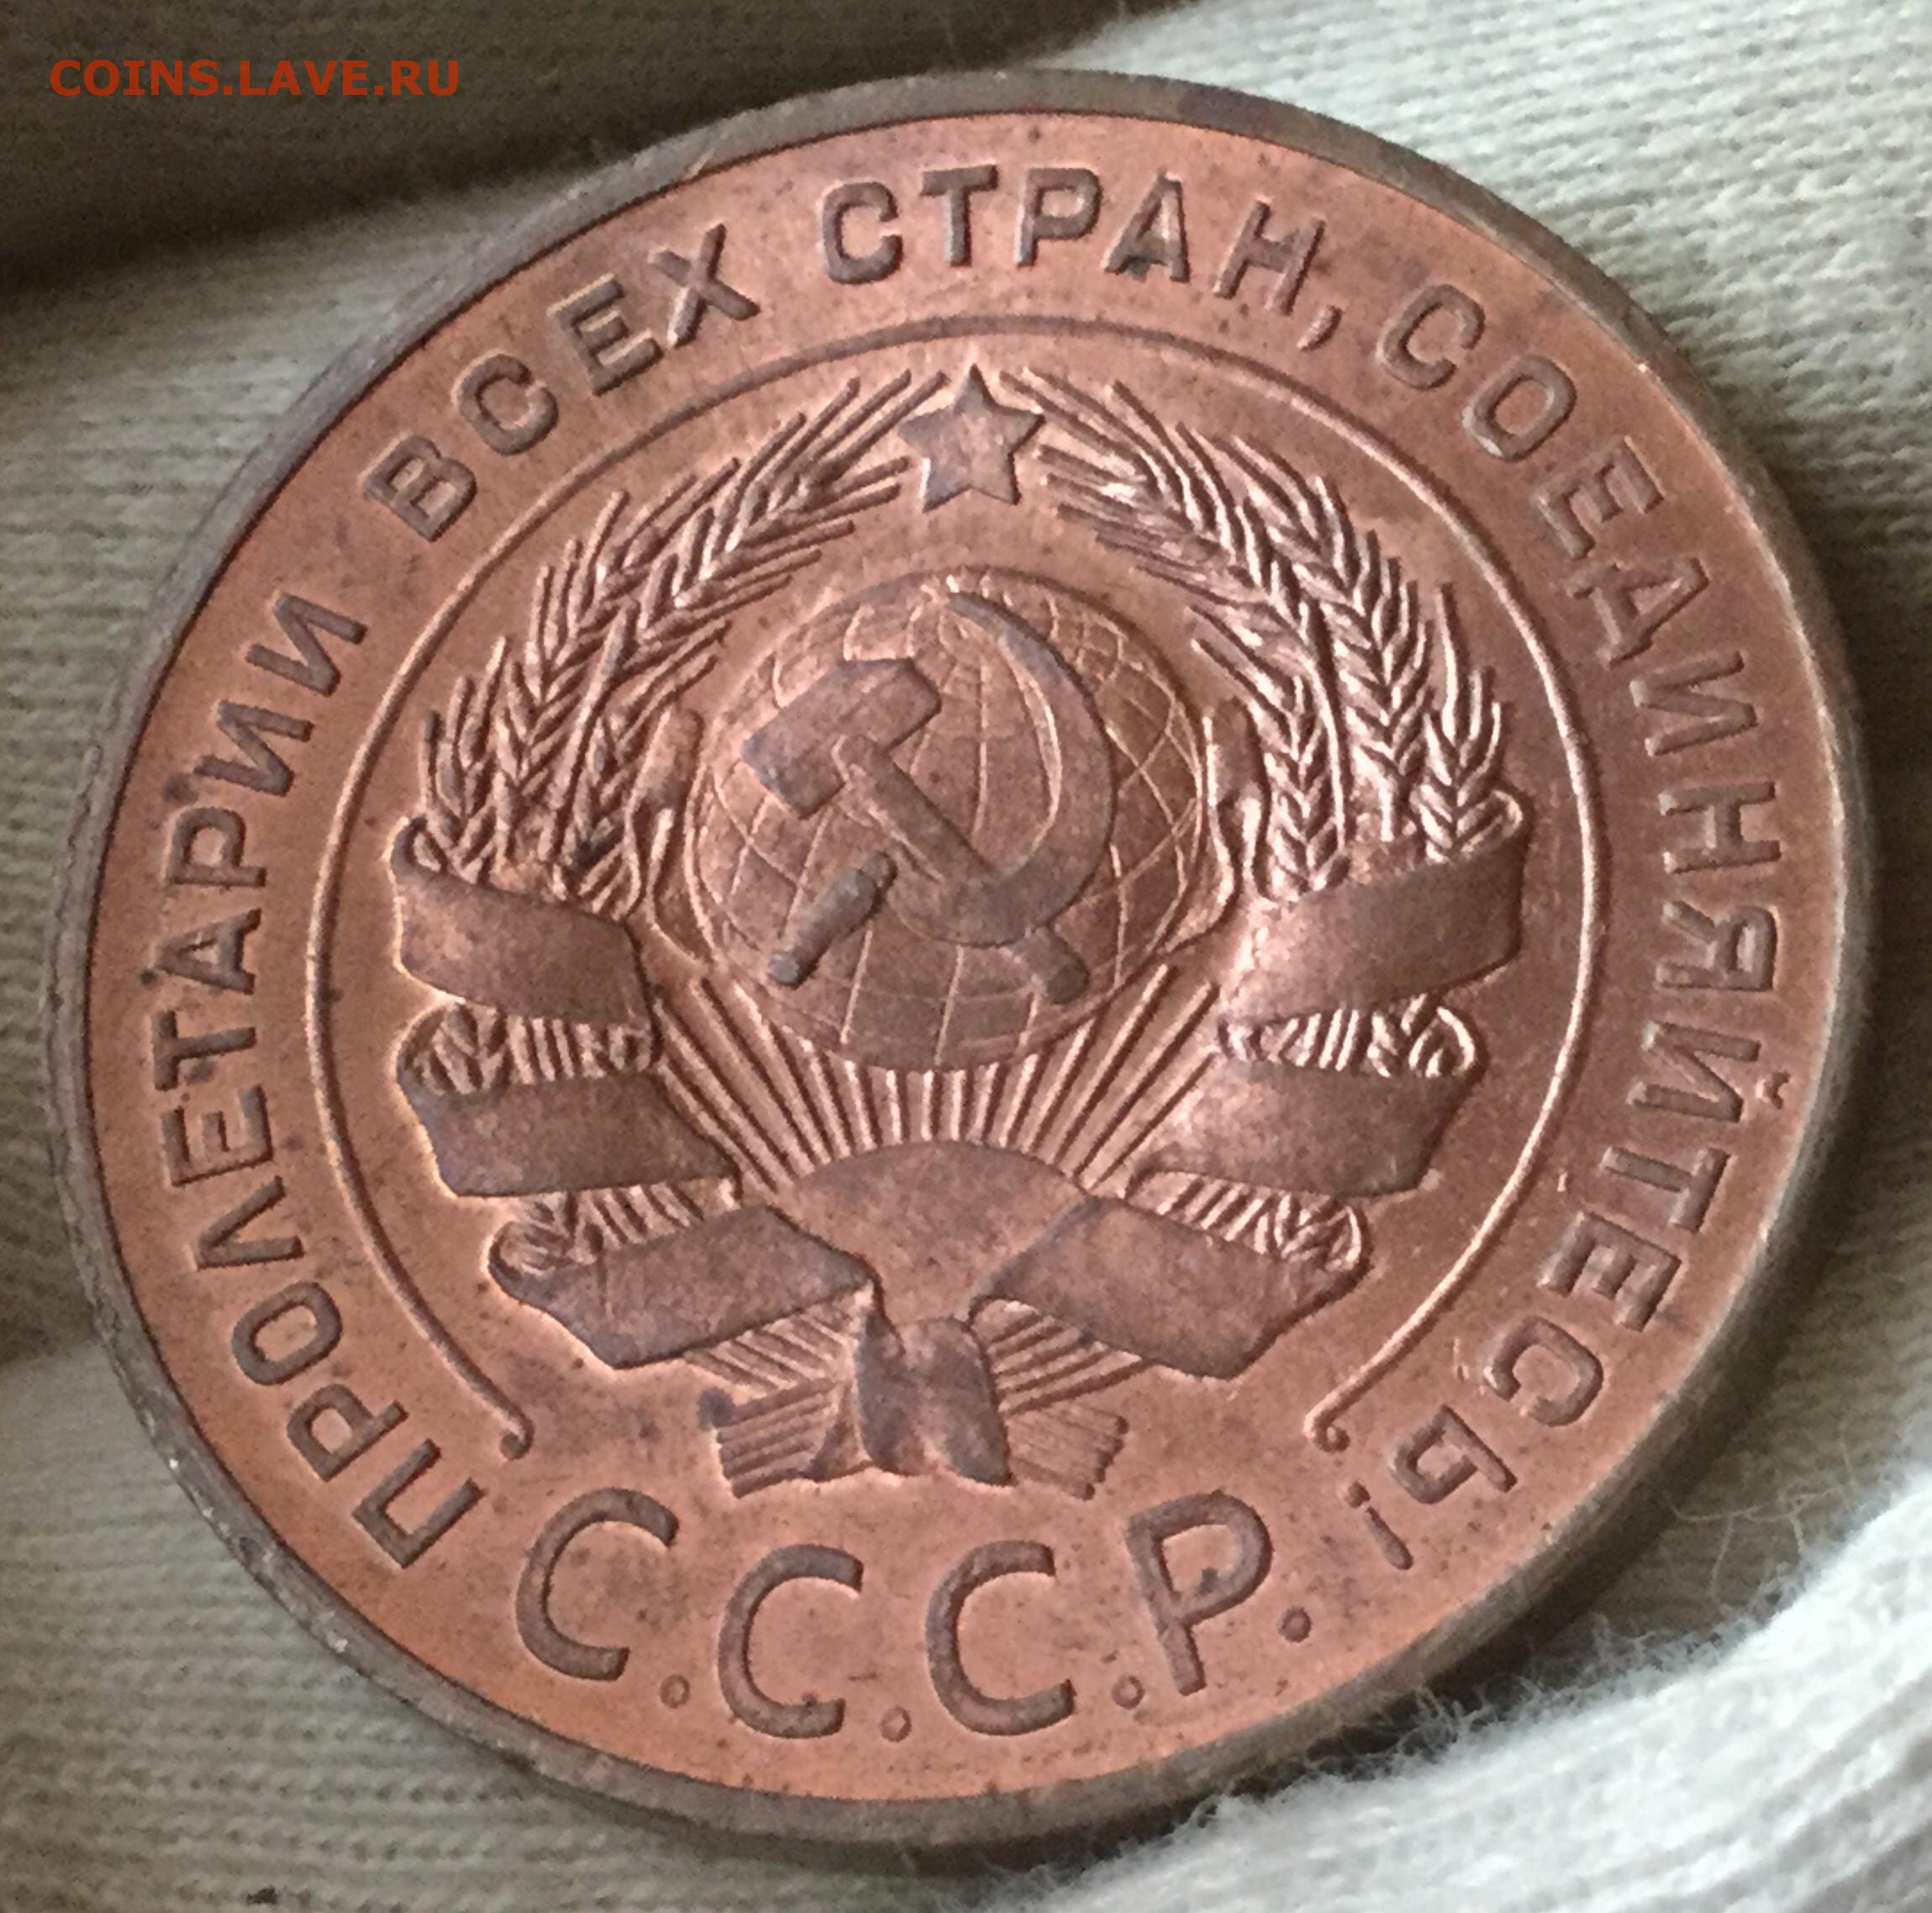 COINS.LAVE.RU
ПРОЛЕТАРИИ ВСЕХ СТРАН, СОЕДИНЯЙТЕСЬ!
С.С.С.Р.